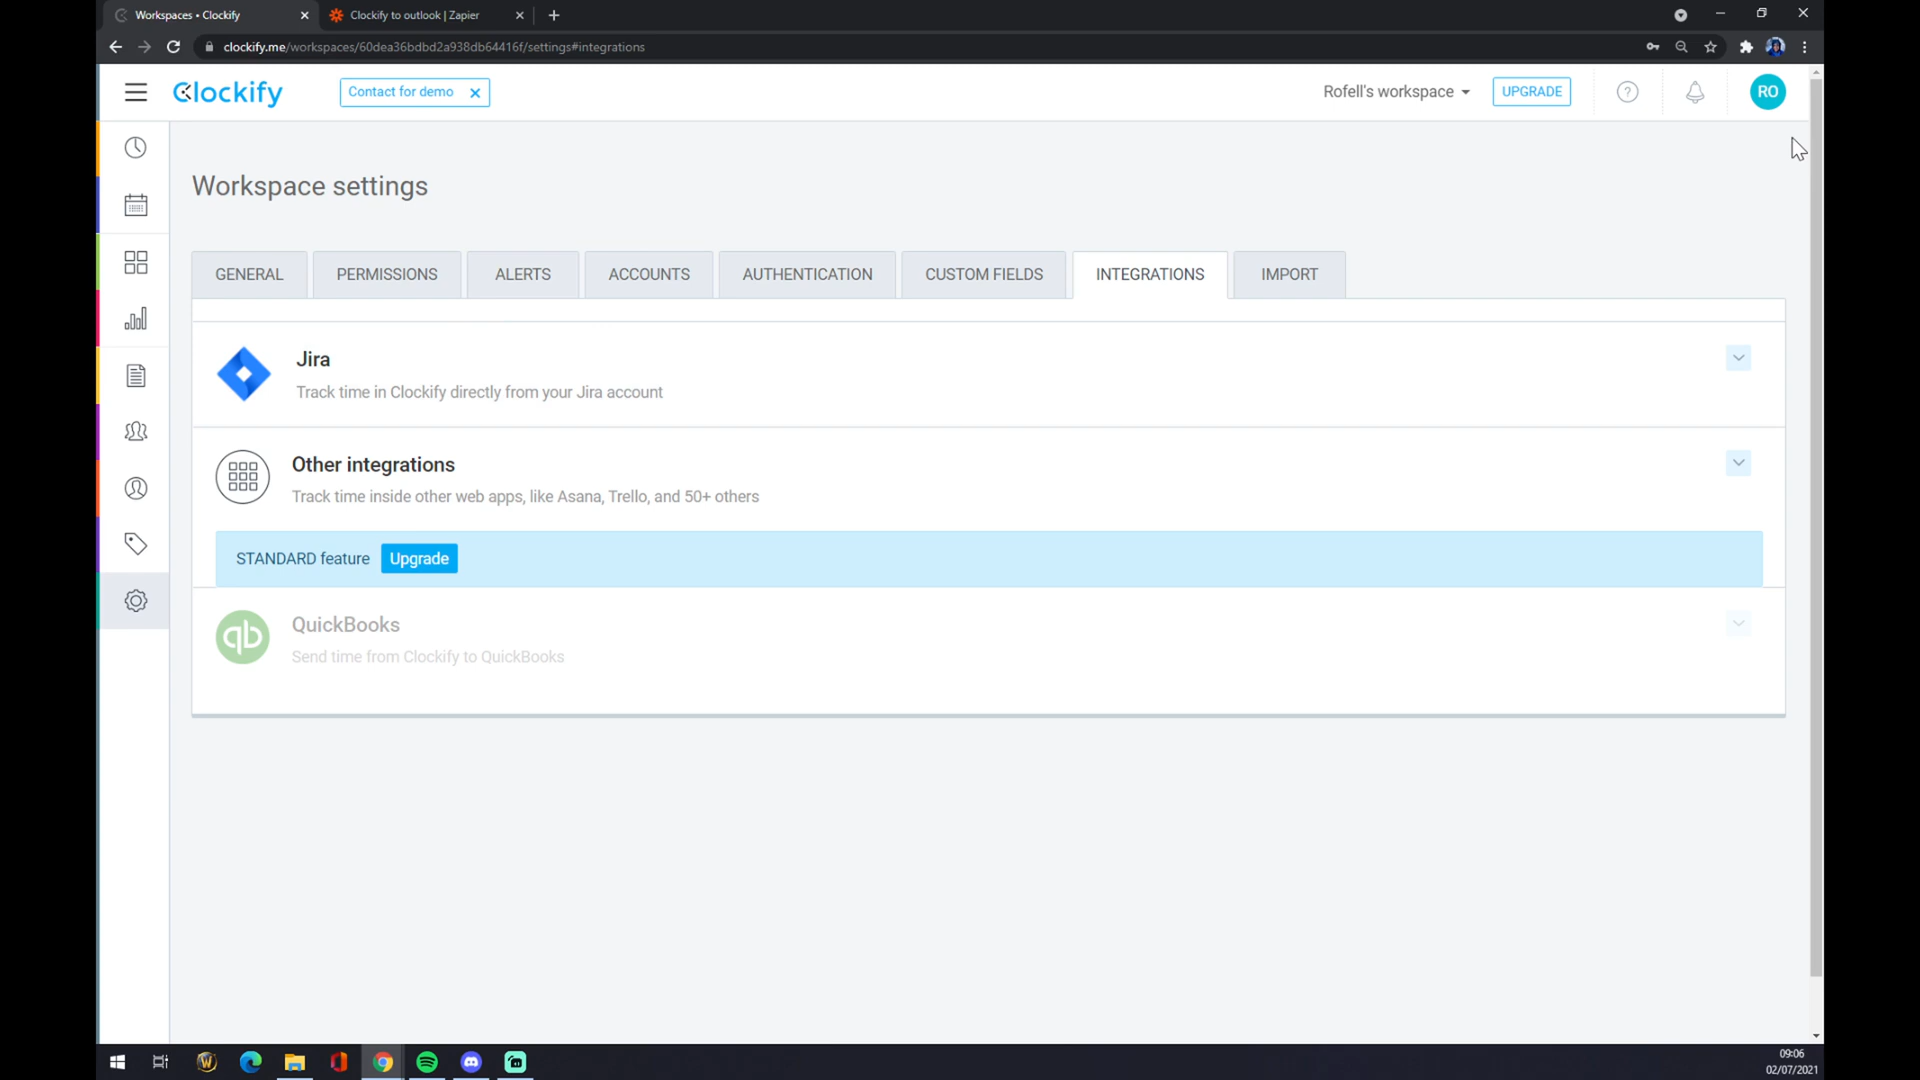 Workspaces • Clockify
Clockify to outlook | Zapier
clockify.me/workspaces/60dea36bdbd2a938db64416f/settings#integrations
Clockify
Contact for demo
Rofell's workspace
UPGRADE
RO
Workspace settings
GENERAL
PERMISSIONS
ALERTS
ACCOUNTS
AUTHENTICATION
CUSTOM FIELDS
INTEGRATIONS
IMPORT
Jira
Track time in Clockify directly from your Jira account
Other integrations
Track time inside other web apps, like Asana, Trello, and 50+ others
STANDARD feature Upgrade
qb
QuickBooks
Send time from Clockify to QuickBooks
09:06
02/07/2021